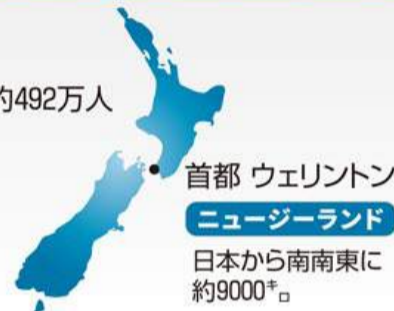 約492万人
首都 ウェリントン
ニュージーランド
日本から南南東に
約9000㌔